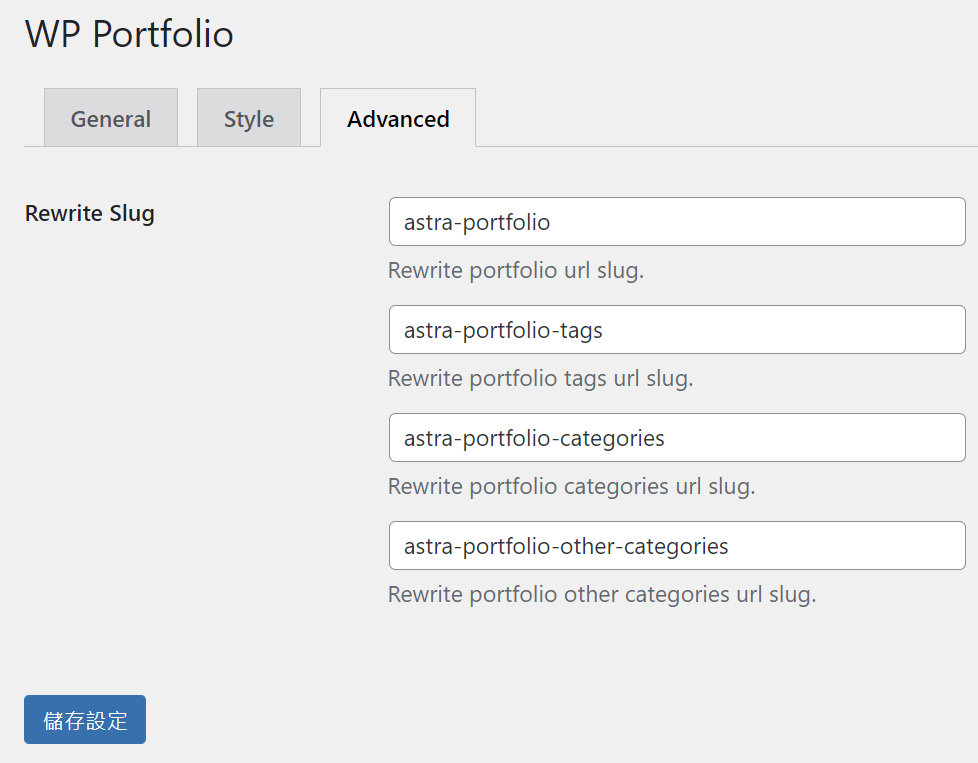 WP Portfolio
General Style Advanced
Rewrite Slug
astra-portfolio
Rewrite portfolio url slug.
astra-portfolio-tags
Rewrite portfolio tags url slug.
astra-portfolio-categories
Rewrite portfolio categories url slug.
astra-portfolio-other-categories
Rewrite portfolio other categories url slug.
儲存設定